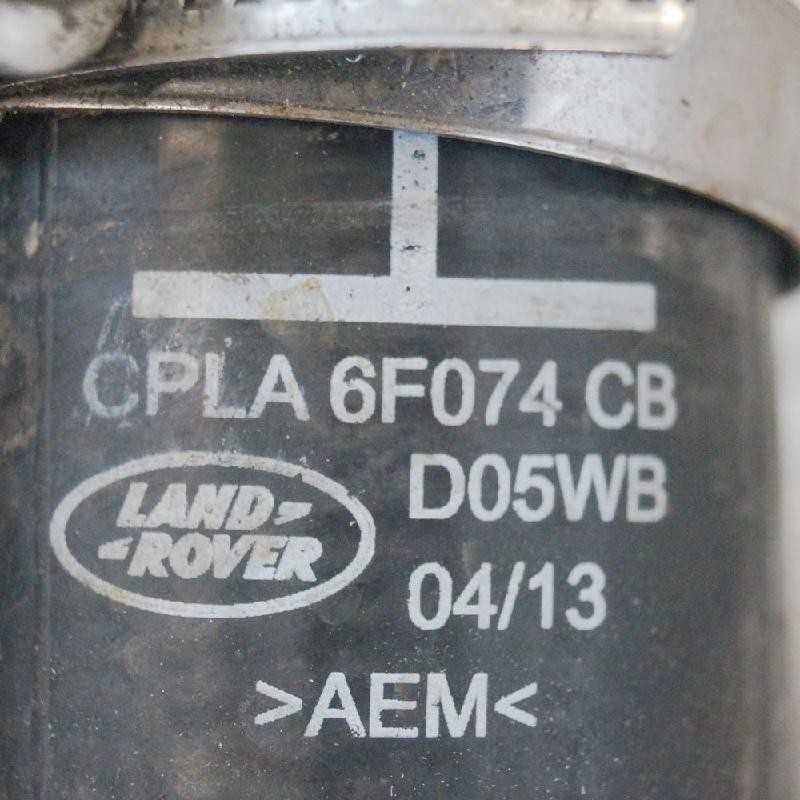 CPLA 6F074 CB
D05WB
LAND
ROVER
04/13
>AEM<